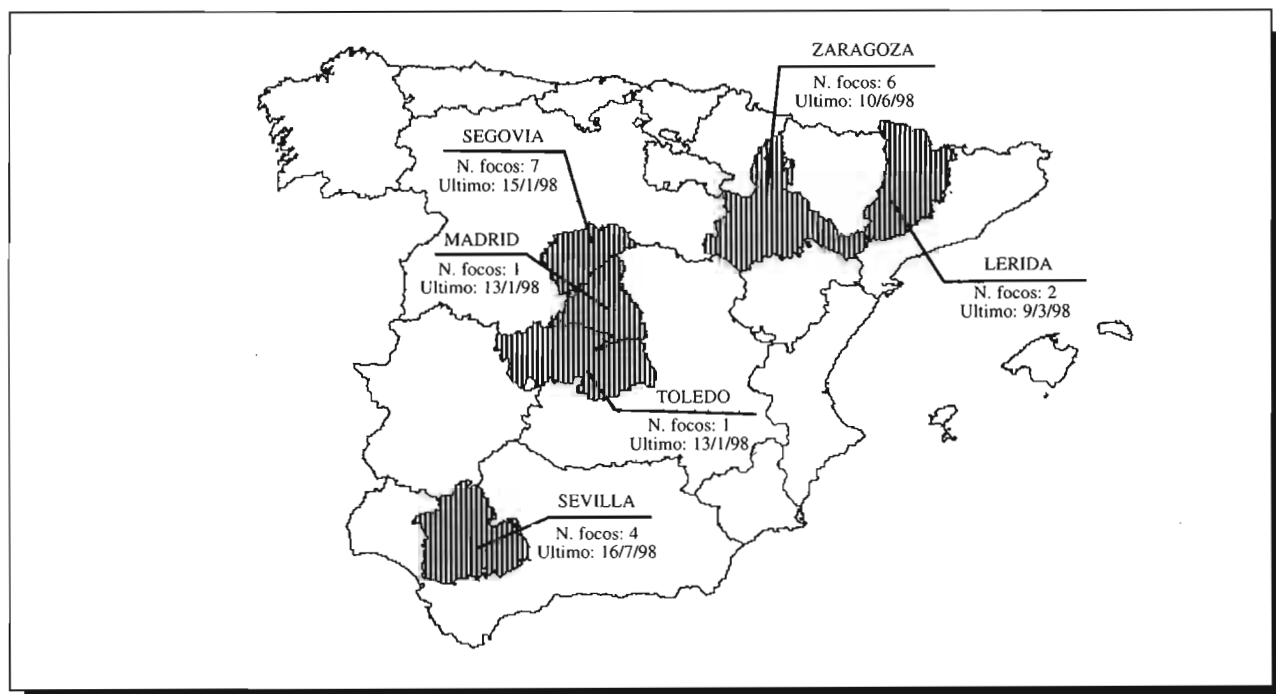 ZARAGOZA
N. focos: 6
Ultimo: 10/6/98
SEGOVIA
N. focos: 7
Ultimo: 15/1/98
MADRID
N. focos: 1
Ultimo: 13/1/98
LERIDA
N. focos: 2
Ultimo: 9/3/98
TOLEDO
N. focos: 1
Ultimo: 13/1/98
SEVILLA
N. focos: 4
Ultimo: 16/7/98